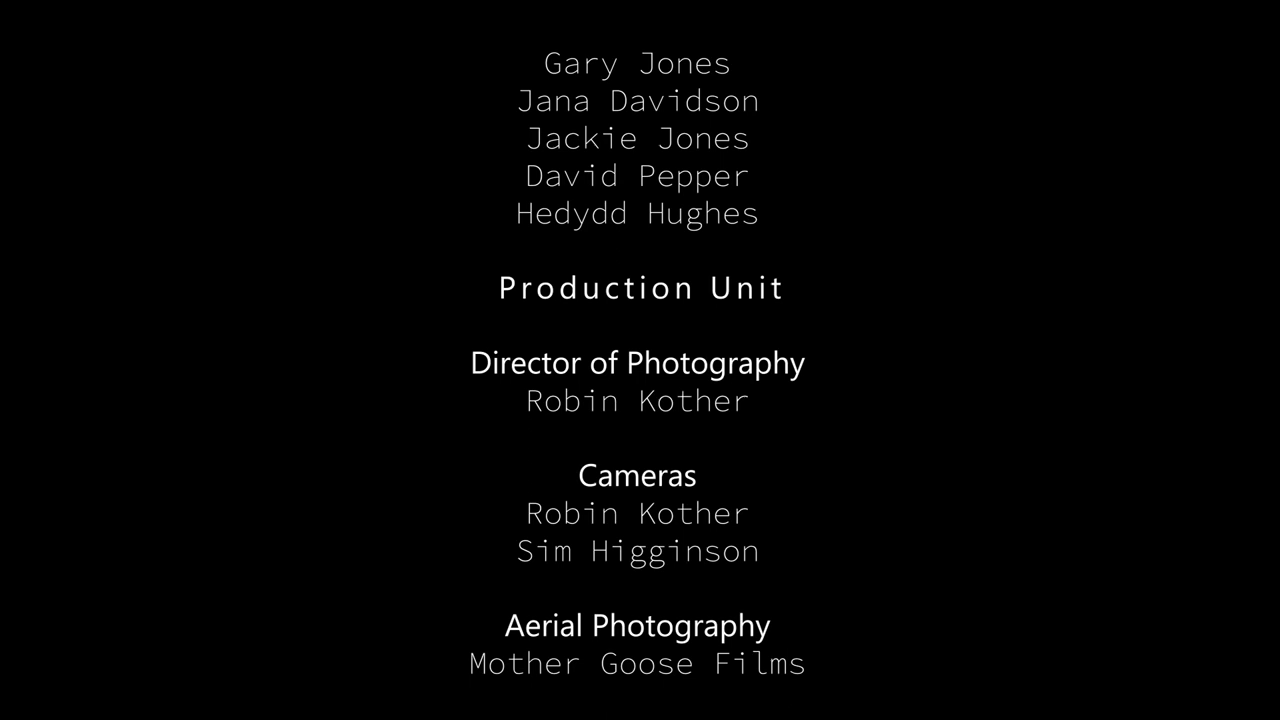 Gary Jones
Jana Davidson
Jackie Jones
David Pepper
Hedydd Hughes
Production Unit
Director of Photography
Robin Kother
Cameras
Robin Kother
Sim Higginson
Aerial Photography
Mother Goose Films